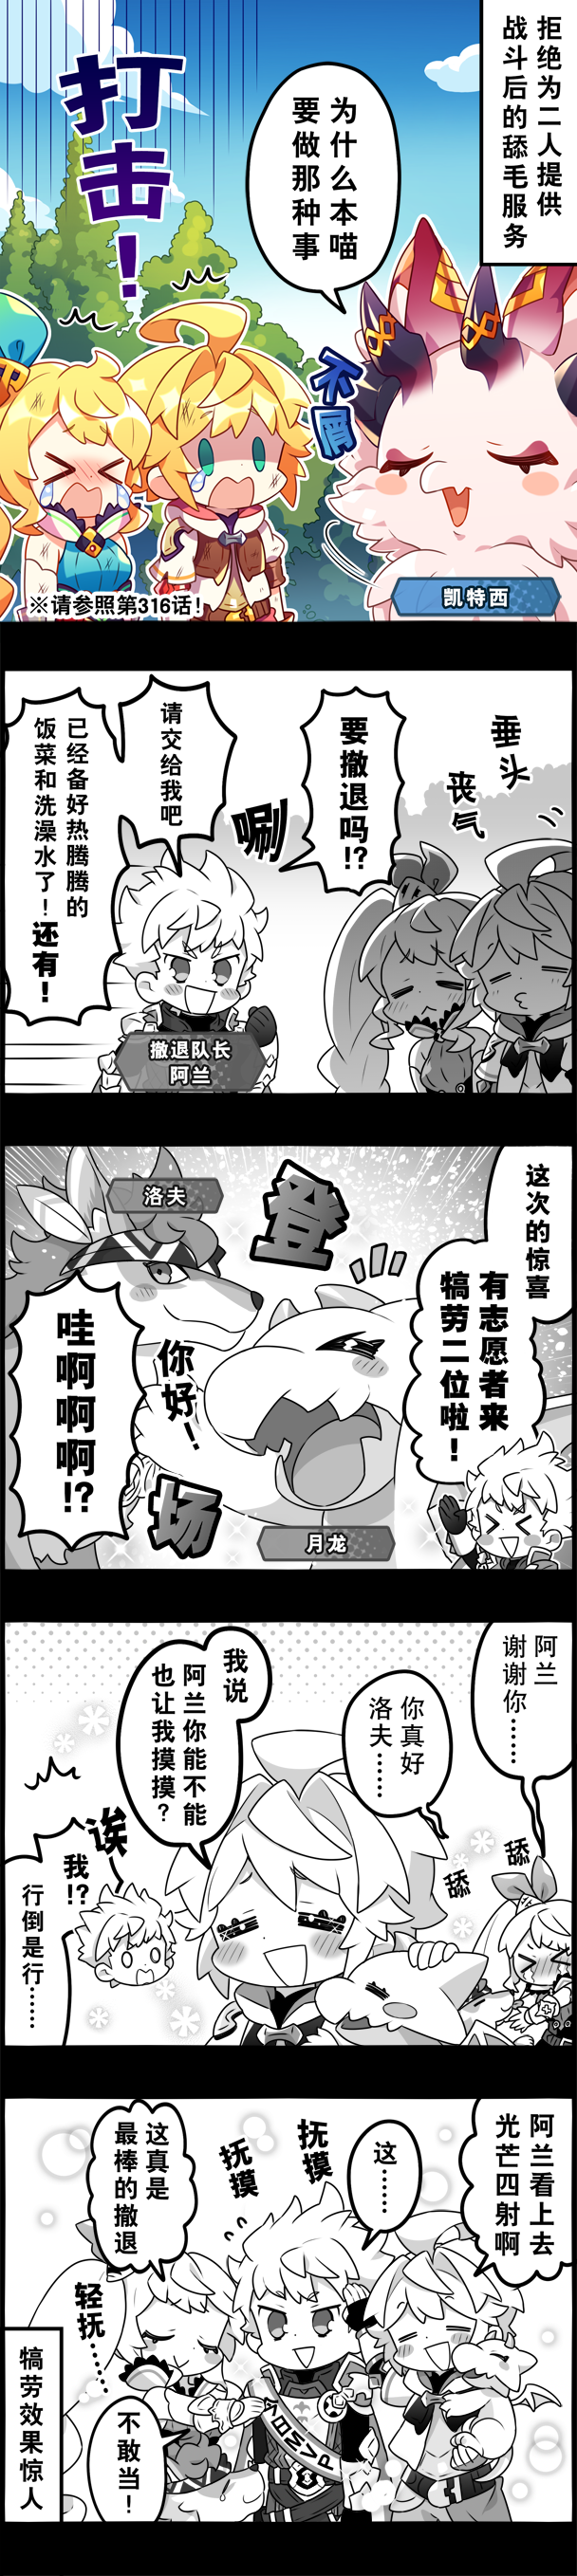 拒绝为二人提供
战斗后的舔毛服务
为什么本喵
要做那种事
打击！
不屑
凯特西
※请参照第316话！
垂头
丧气
要撤退吗!?
唰
请交给我吧
已经备好热腾腾的
饭菜和洗澡水了！还有！
撤退队长
阿兰
这次的惊喜
有志愿者来
犒劳二位啦！
登
场
洛夫
你好！
哇啊啊啊!?
月龙
阿兰
谢谢你……
舔
舔
你真好
洛夫……
我说
阿兰你能不能
也让我摸摸？
诶
我!?
行倒是行……
阿兰看上去
光芒四射啊
这……
抚摸
抚摸
这真是
最棒的撤退
轻抚……
不敢当！
犒劳效果惊人